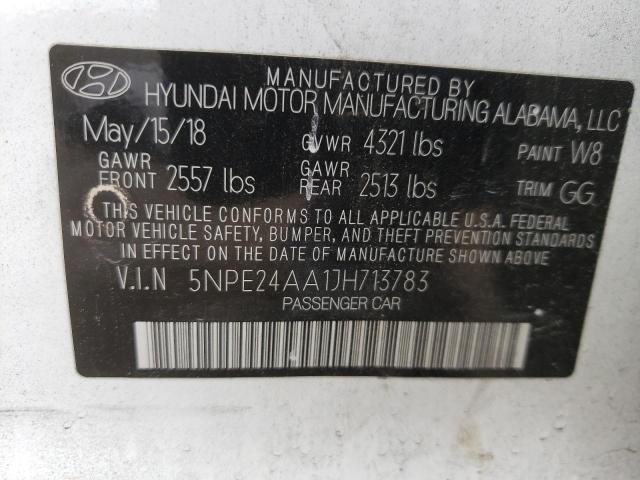 MANUFACTURED BY
HYUNDAI MOTOR MANUFACTURING ALABAMA, LLC
May/15/18 GVWR 4321 lbs PAINT W8
GAWR FRONT 2557 lbs GAWR REAR 2513 lbs TRIM GG
THIS VEHICLE CONFORMS TO ALL APPLICABLE U.S.A. FEDERAL
MOTOR VEHICLE SAFETY, BUMPER, AND THEFT PREVENTION STANDARDS
IN EFFECT ON THE DATE OF MANUFACTURE SHOWN ABOVE.
V.I.N 5NPE24AA1JH713783
PASSENGER CAR